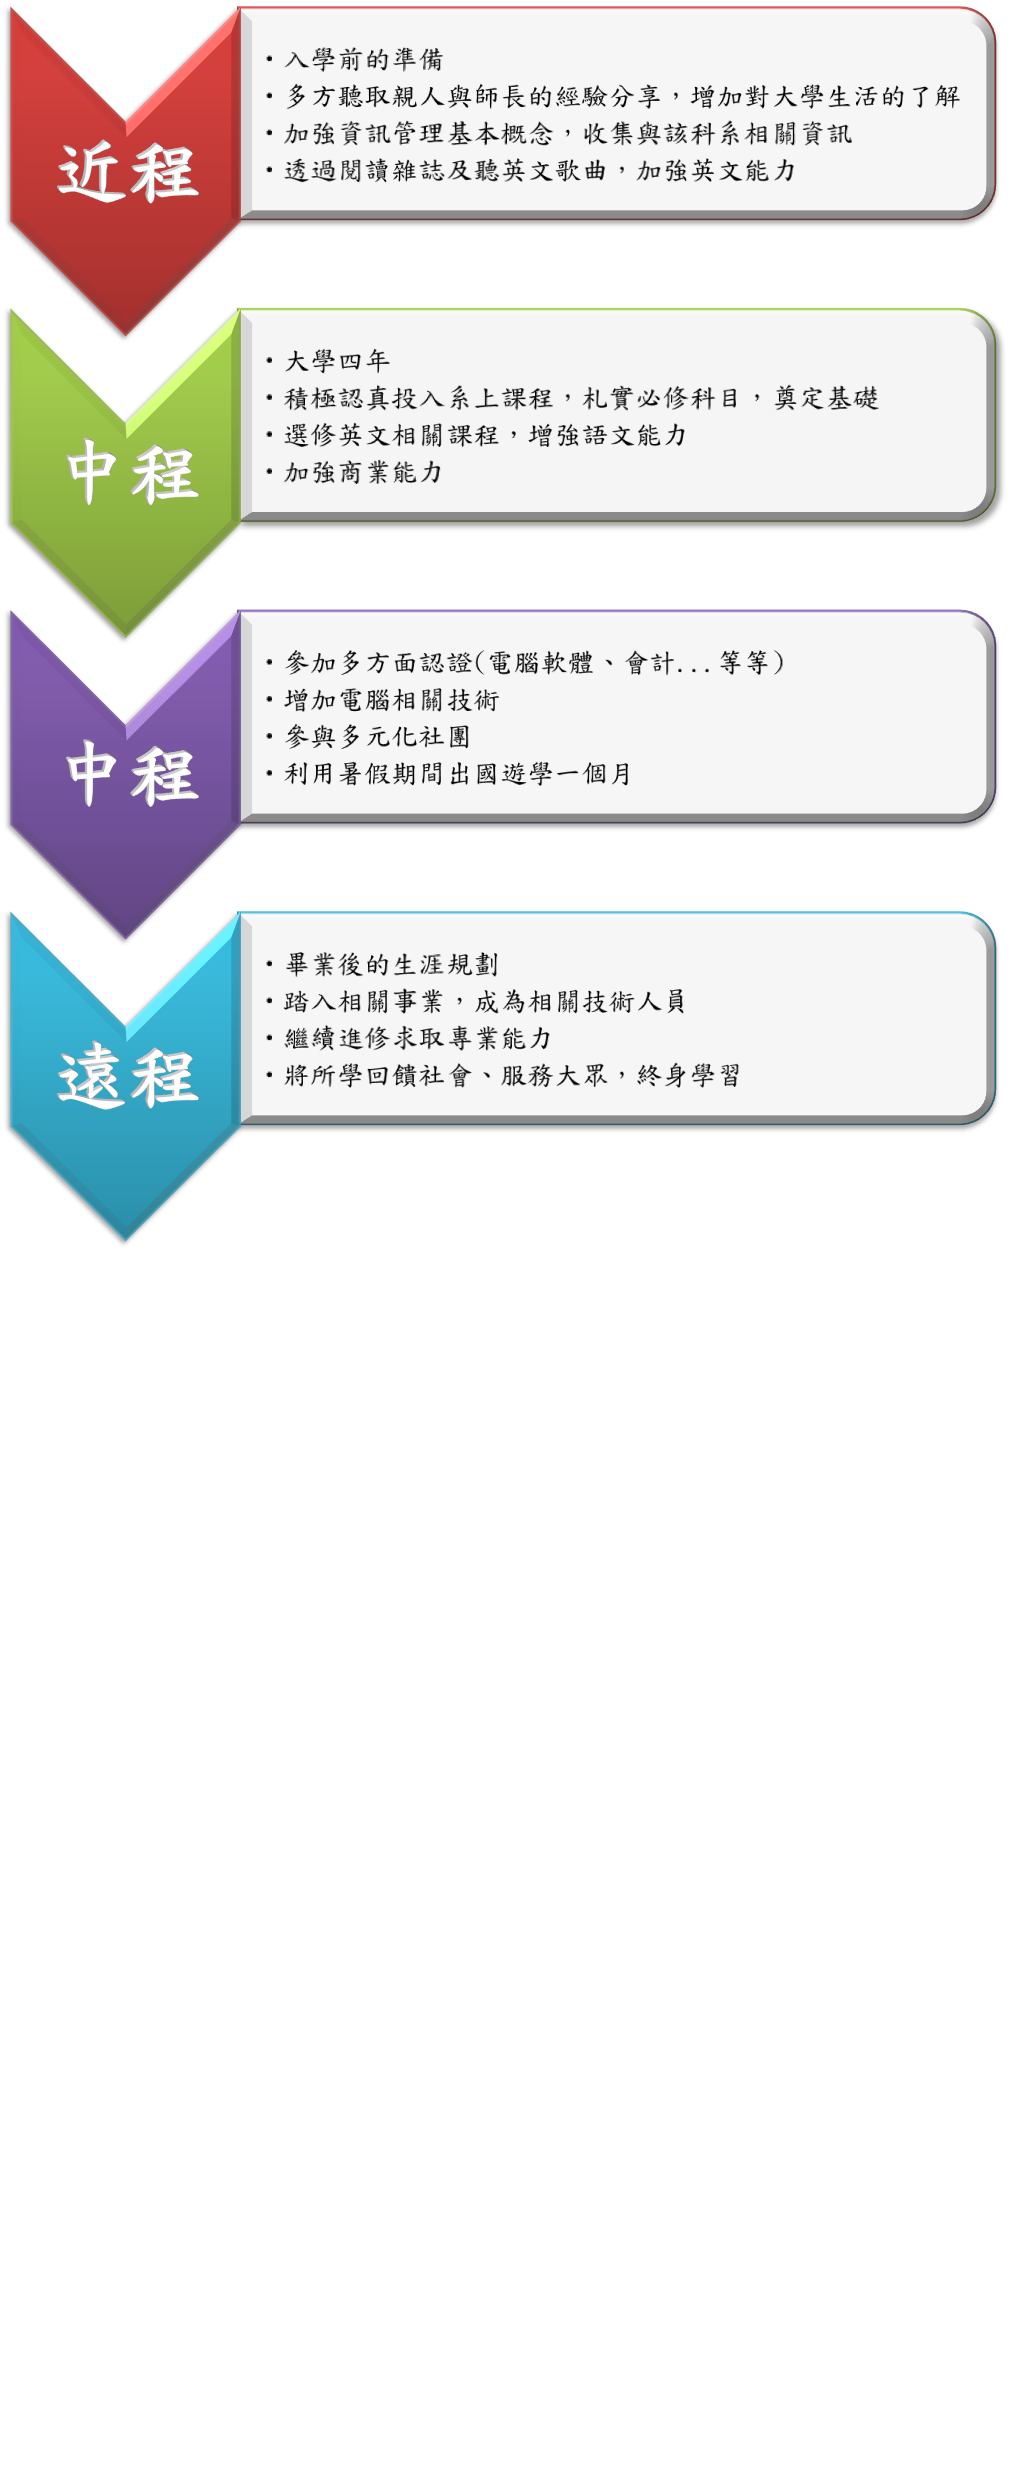 近程
・入學前的準備
・多方聽取親人與師長的經驗分享，增加對大學生活的了解
・加強資訊管理基本概念，收集與該科系相關資訊
・透過閱讀雜誌及聽英文歌曲，加強英文能力
中程
・大學四年
・積極認真投入系上課程，札實必修科目，奠定基礎
・選修英文相關課程，增強語文能力
・加強商業能力
中程
・參加多方面認證(電腦軟體、會計...等等)
・增加電腦相關技術
・參與多元化社團
・利用暑假期間出國遊學一個月
遠程
・畢業後的生涯規劃
・踏入相關事業，成為相關技術人員
・繼續進修求取專業能力
・將所學回饋社會、服務大眾，終身學習